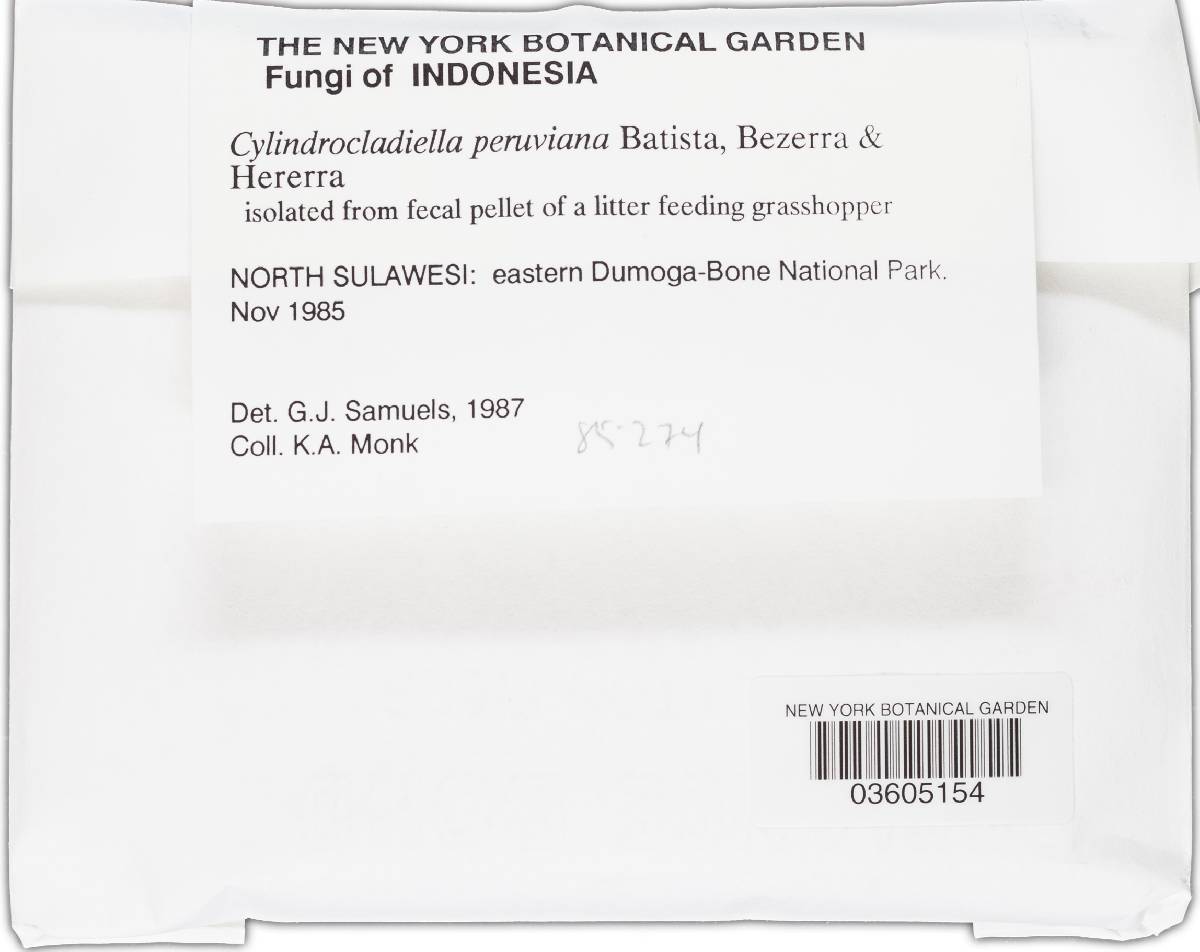 THE NEW YORK BOTANICAL GARDEN
Fungi of INDONESIA
Cylindrocladiella peruviana Batista, Bezerra &
Hererra
isolated from fecal pellet of a litter feeding grasshopper
NORTH SULAWESI: eastern Dumoga-Bone National Park.
Nov 1985
Det. G.J. Samuels, 1987
Coll. K.A. Monk
85-274
NEW YORK BOTANICAL GARDEN
03605154